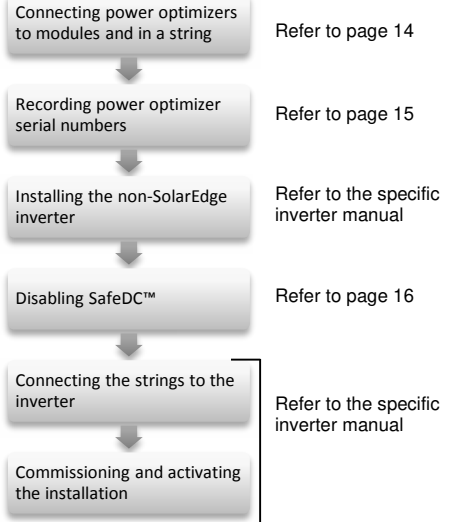 Connecting power optimizers
to modules and in a string
Refer to page 14
Recording power optimizer
serial numbers
Refer to page 15
Installing the non-SolarEdge
inverter
Refer to the specific
inverter manual
Disabling SafeDC™
Refer to page 16
Connecting the strings to the
inverter
Commissioning and activating
the installation
Refer to the specific
inverter manual